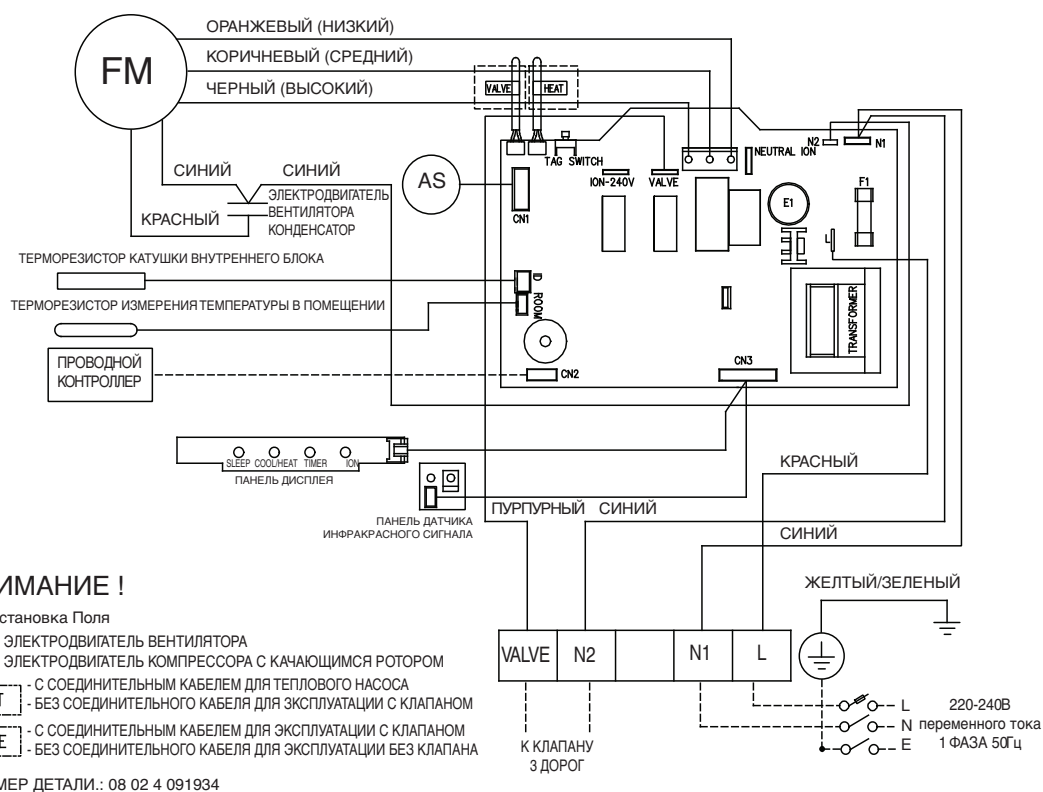 ОРАНЖЕВЫЙ (НИЗКИЙ)
FM
КОРИЧНЕВЫЙ (СРЕДНИЙ)
ЧЕРНЫЙ (ВЫСОКИЙ)
VALVE
HEAT
N2
N1
TAG SWITCH
NEUTRAL ION
СИНИЙ
СИНИЙ
AS
ION-240V
VALVE
F1
E1
ЭЛЕКТРОДВИГАТЕЛЬ
ВЕНТИЛЯТОРА
КОНДЕНСАТОР
КРАСНЫЙ
CN1
L
ТЕРМОРЕЗИСТОР КАТУШКИ ВНУТРЕННЕГО БЛОКА
ID
ROOM
ТЕРМОРЕЗИСТОР ИЗМЕРЕНИЯ ТЕМПЕРАТУРЫ В ПОМЕЩЕНИИ
TRANSFORMER
ПРОВОДНОЙ
КОНТРОЛЛЕР
CN2
CN3
SLEEP COOL/HEAT TIMER ION
ПАНЕЛЬ ДИСПЛЕЯ
КРАСНЫЙ
ПУРПУРНЫЙ
СИНИЙ
ПАНЕЛЬ ДАТЧИКА
ИНФРАКРАСНОГО СИГНАЛА
СИНИЙ
ИМАНИЕ !
ЖЕЛТЫЙ/ЗЕЛЕНЫЙ
становка Поля
ЭЛЕКТРОДВИГАТЕЛЬ ВЕНТИЛЯТОРА
ЭЛЕКТРОДВИГАТЕЛЬ КОМПРЕССОРА С КАЧАЮЩИМСЯ РОТОРОМ
VALVE
N2
N1
L
T
- С СОЕДИНИТЕЛЬНЫМ КАБЕЛЕМ ДЛЯ ТЕПЛОВОГО НАСОСА
- БЕЗ СОЕДИНИТЕЛЬНОГО КАБЕЛЯ ДЛЯ ЗКСПЛУАТАЦИИ С КЛАПАНОМ
E
- С СОЕДИНИТЕЛЬНЫМ КАБЕЛЕМ ДЛЯ ЭКСПЛУАТАЦИИ С КЛАПАНОМ
- БЕЗ СОЕДИНИТЕЛЬНОГО КАБЕЛЯ ДЛЯ ЭКСПЛУАТАЦИИ БЕЗ КЛАПАНА
L
220-240В
N
переменного тока
E
1 ФАЗА 50Гц
К КЛАПАНУ
3 ДОРОГ
МЕР ДЕТАЛИ.: 08 02 4 091934